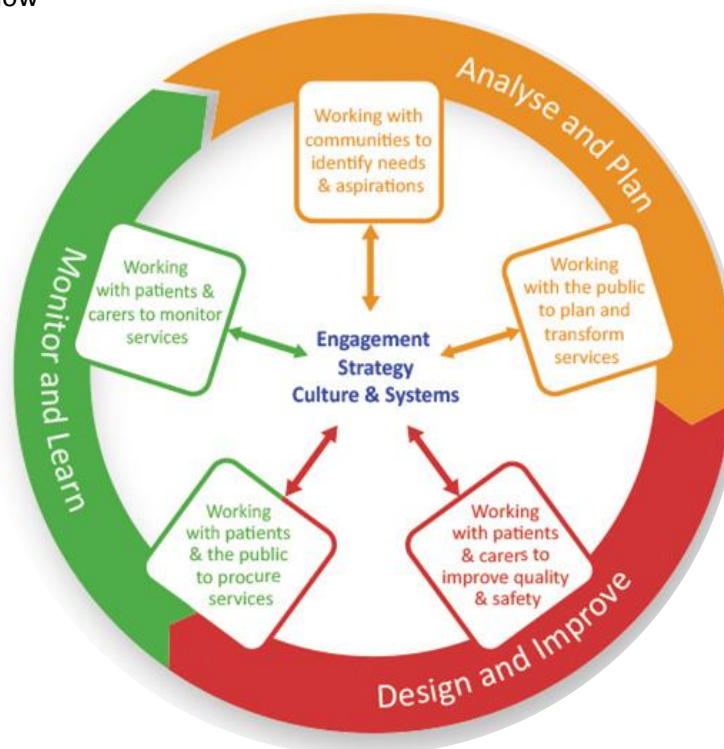 Analyse and Plan
Working with
communities to
identify needs
& aspirations
Working
with the public
to plan and
transform
services
Working
with patients
& carers to
improve quality
& safety
Design and Improve
Working
with patients
& the public
to procure
services
Working
with patients &
carers to monitor
services
Monitor and Learn
Engagement
Strategy
Culture & Systems